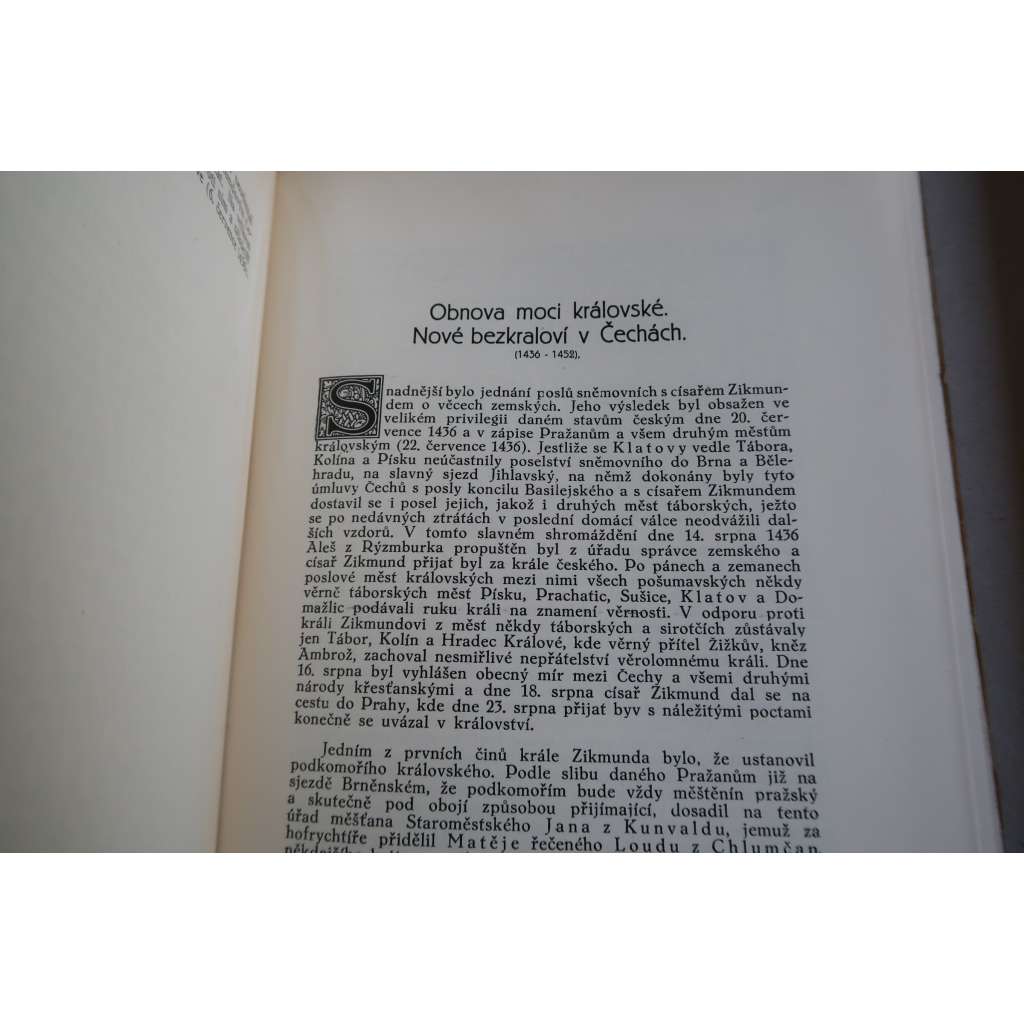 Obnova moci královské.
Nové bezkraloví v Čechách.
(1436 - 1452),
Snadnější bylo jednání poslů sněmovních s císařem Zikmun-
dem o věcech zemských. Jeho výsledek byl obsažen ve
velikém privilegii daném stavům českým dne 20. čer-
vence 1436 a v zápise Pražanům a všem druhým městům
královským (22. července 1436). Jestliže se Klatovy vedle Tábora,
Kolína a Písku neúčastnily poselství sněmovního do Brna a Běle-
hradu, na slavný sjezd Jihlavský, na němž dokonány byly tyto
úmluvy Čechů s posly koncilu Basilejského a s císařem Zikmundem
dostavil se i posel jejich, jakož i druhých měst táborských, ježto
se po nedávných ztrátách v poslední domácí válce neodvážili dal-
ších vzdorů. V tomto slavném shromáždění dne 14. srpna 1436
Aleš z Rýzmburka propuštěn byl z úřadu správce zemského a
císař Zikmund přijat byl za krále českého. Po pánech a zemanech
poslové měst královských mezi nimi všech pošumavských někdy
věrně táborských měst Písku, Prachatic, Sušice, Klatov a Do-
mažlic podávali ruku králi na znamení věrnosti. V odporu proti
králi Zikmundovi z měst někdy táborských a sirotčích zůstávaly
jen Tábor, Kolín a Hradec Králové, kde věrný přítel Žižkův, kněz
Ambrož, zachoval nesmiřlivé nepřátelství věrolomnému králi. Dne
16. srpna byl vyhlášen obecný mír mezi Čechy a všemi druhými
národy křesťanskými a dne 18. srpna císař Zikmund dal se na
cestu do Prahy, kde dne 23. srpna přijat byv s náležitými poctami
konečně se uvázal v království.
Jedním z prvních činů krále Zikmunda bylo, že ustanovil
podkomořího královského. Podle slibu daného Pražanům již na
sjezdě Brněnském, že podkomořím bude vždy měštěnín pražský
a skutečně pod obojí způsobou přijímající, dosadil na tento
úřad měšťana Staroměstského Jana z Kunvaldu, jemuž za
hofrychtíře přidělil Matěje řečeného Loudu z Chlumčan,